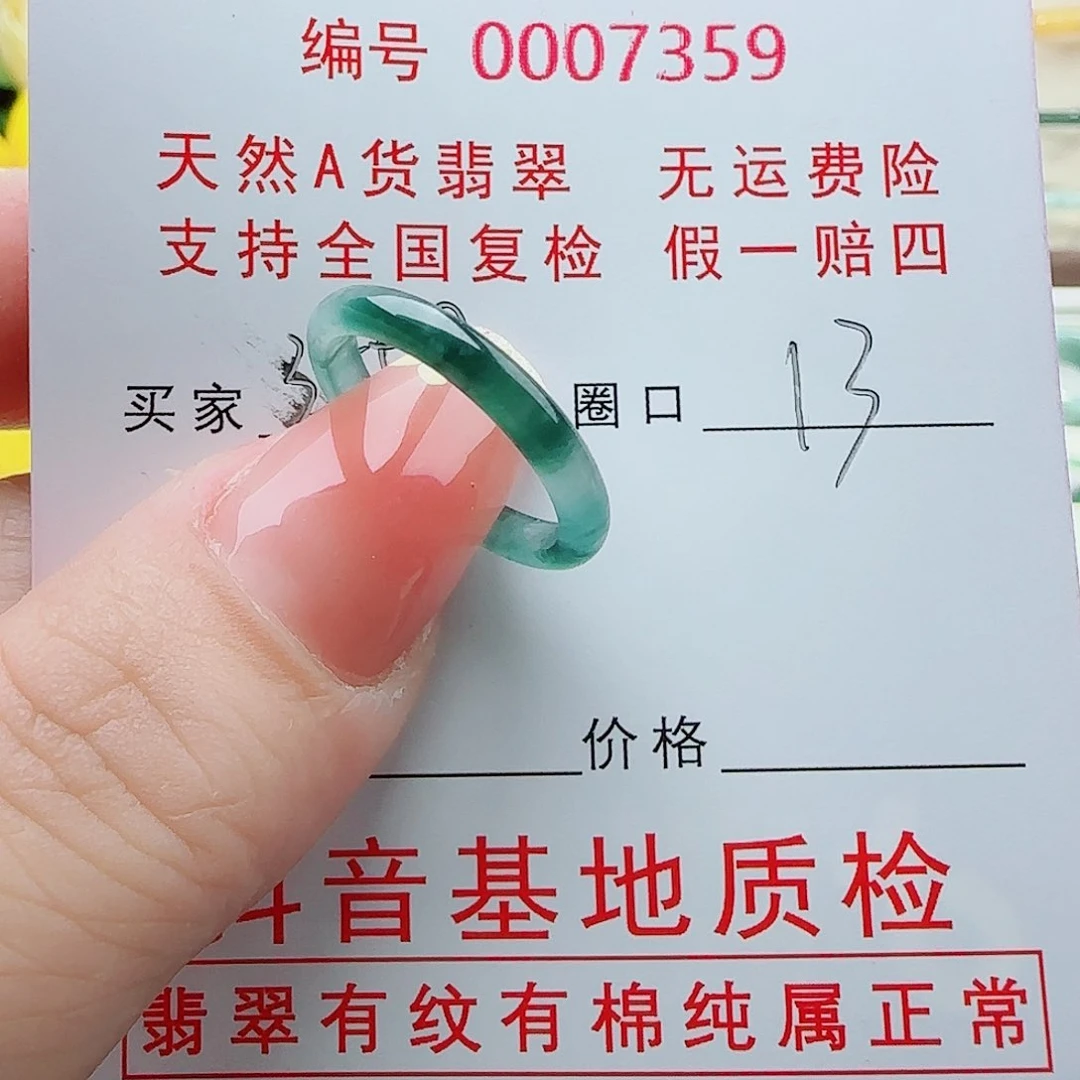 编号 0007359
天然A货翡翠 无运费险
支持全国复检 假一赔四
买家 圈口 13
价格
抖音基地质检
翡翠有纹有棉纯属正常